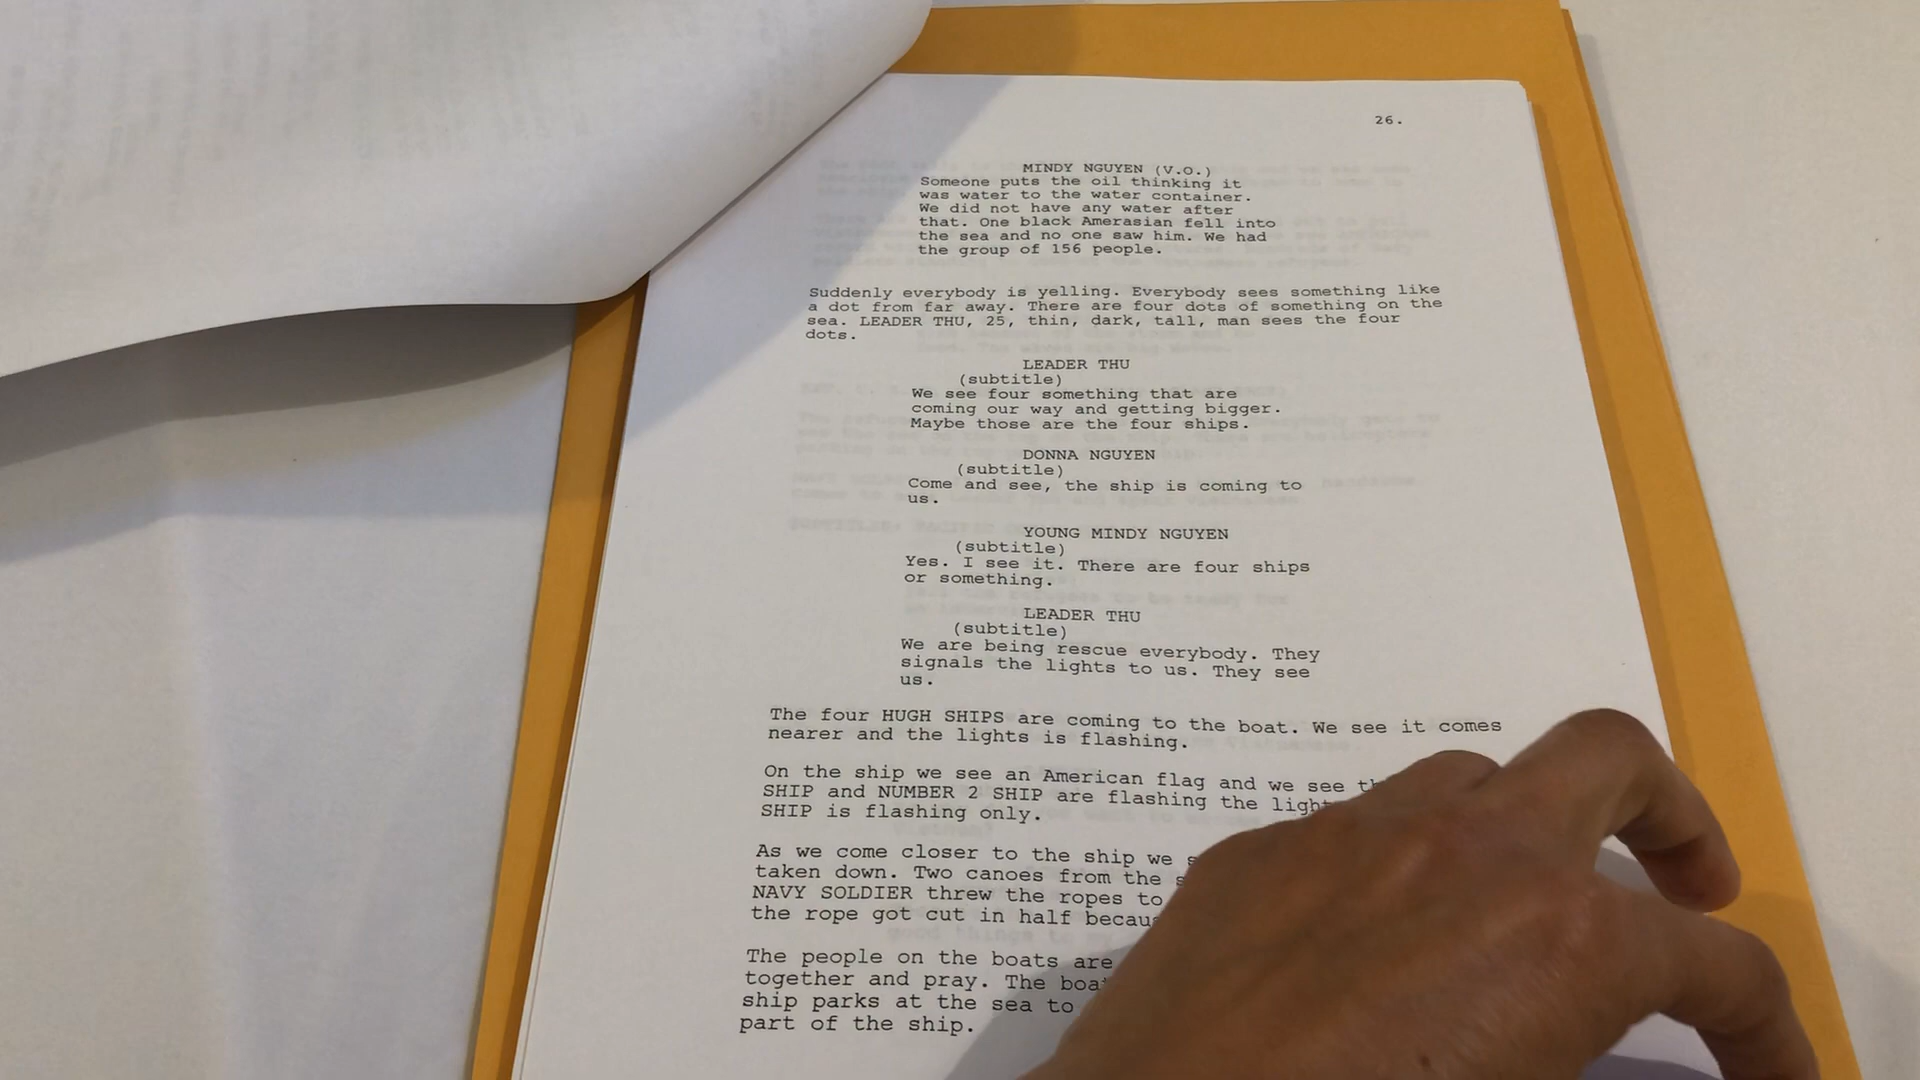 26.
MINDY NGUYEN (V.O.)
Someone puts the oil thinking it
was water to the water container.
We did not have any water after
that. One black Amerasian fell into
the sea and no one saw him. We had
the group of 156 people.
Suddenly everybody is yelling. Everybody sees something like
a dot from far away. There are four dots of something on the
sea. LEADER THU, 25, thin, dark, tall, man sees the four
dots.
LEADER THU
(subtitle)
We see four something that are
coming our way and getting bigger.
Maybe those are the four ships.
DONNA NGUYEN
(subtitle)
Come and see, the ship is coming to
us.
YOUNG MINDY NGUYEN
(subtitle)
Yes. I see it. There are four ships
or something.
LEADER THU
(subtitle)
We are being rescue everybody. They
signals the lights to us. They see
us.
The four HUGH SHIPS are coming to the boat. We see it comes
nearer and the lights is flashing.
On the ship we see an American flag and we see
SHIP and NUMBER 2 SHIP are flashing the
SHIP is flashing only.
As we come closer to the ship we
taken down. Two canoes from the
NAVY SOLDIER threw the ropes to
the rope got cut in half
The people on the boats are
together and pray. The
ship parks at the sea to
part of the ship.